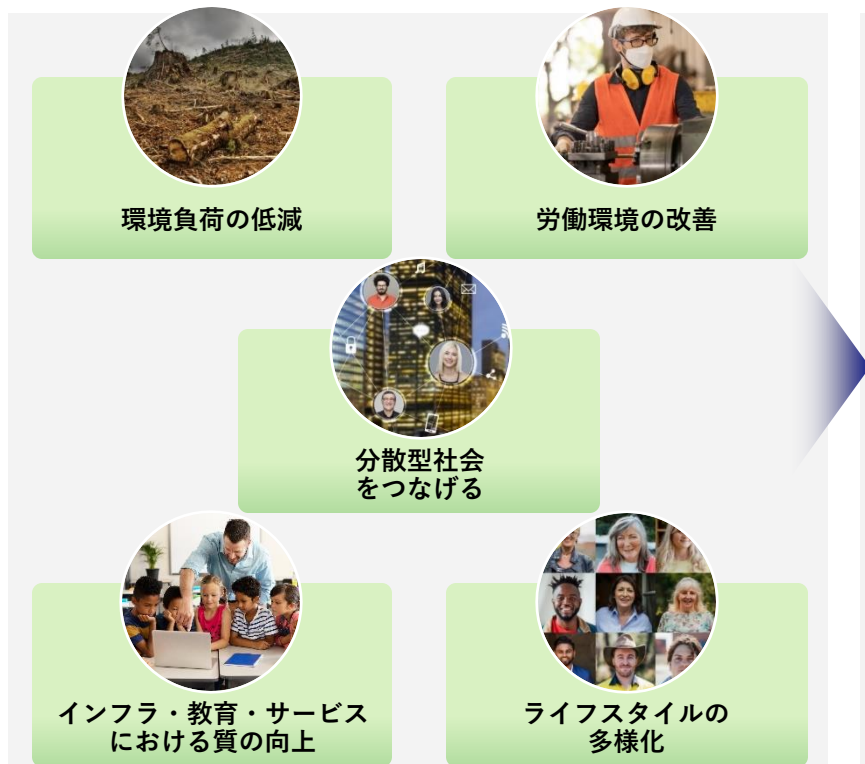 環境負荷の低減
労働環境の改善
分散型社会
をつなげる
インフラ・教育・サービス
における質の向上
ライフスタイルの
多様化